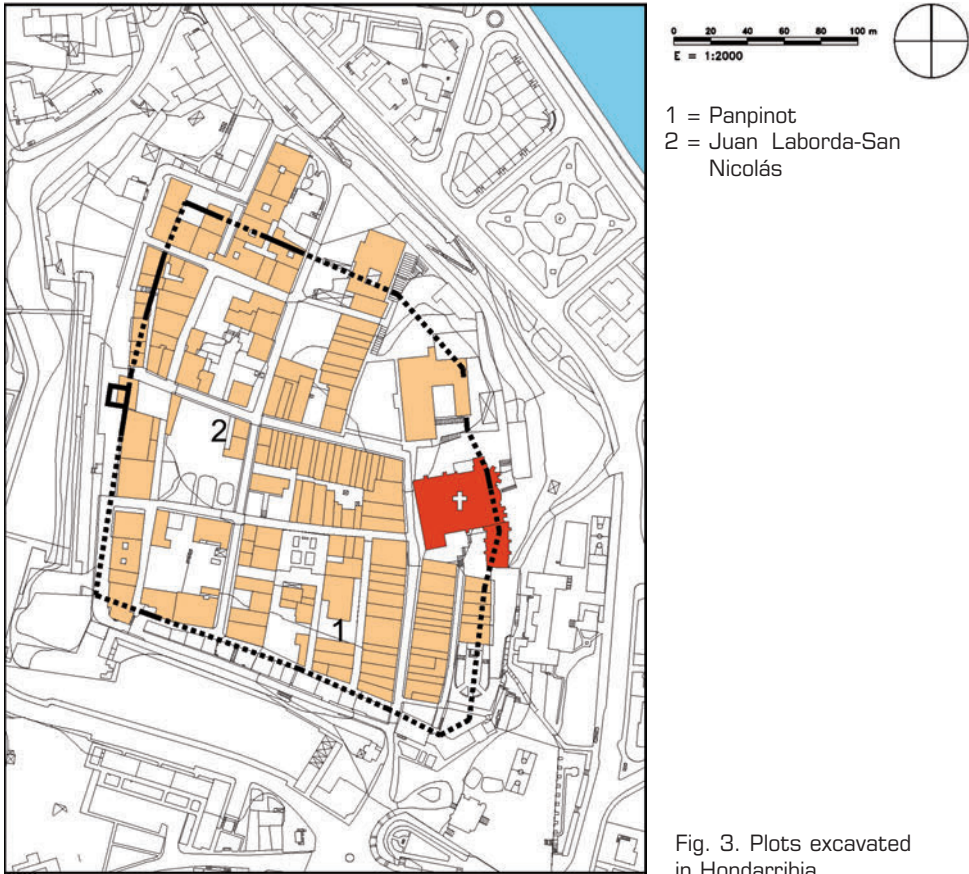 0 20 40 60 80 100 m
E = 1:2000
1 = Panpinot
2 = Juan Laborda-San
Nicolás
2
1
Fig. 3. Plots excavated
in Hondarribia